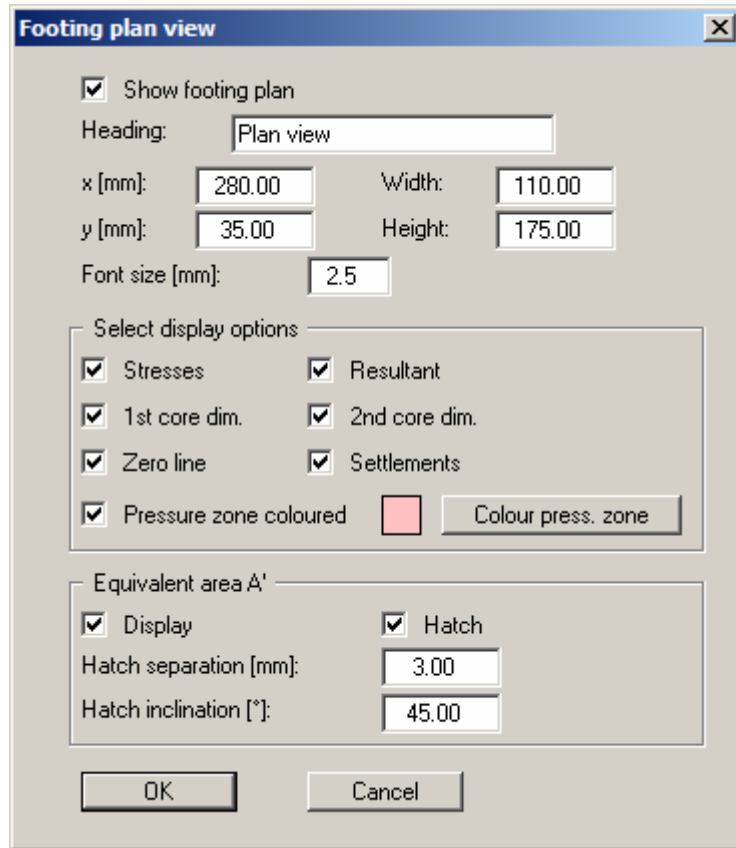 Footing plan view
Show footing plan
Heading: Plan view
x [mm]: 280.00 Width: 110.00
y [mm]: 35.00 Height: 175.00
Font size [mm]: 2.5
Select display options
Stresses Resultant
1st core dim. 2nd core dim.
Zero line Settlements
Pressure zone coloured Colour press. zone
Equivalent area A'
Display Hatch
Hatch separation [mm]: 3.00
Hatch inclination [°]: 45.00
OK Cancel